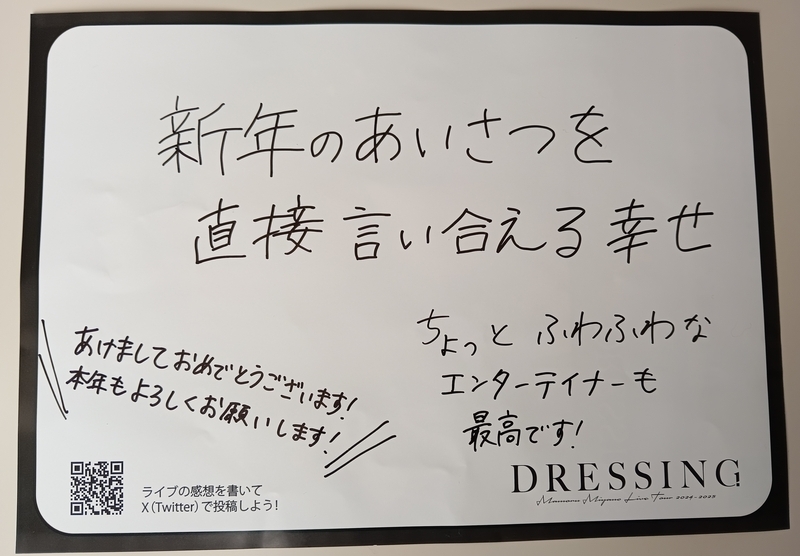 新年のあいさつを
直接言い合える幸せ
ちょっと ふわふわな
エンターテイナーも
最高です!
あけましておめでとうございます!
本年もよろしくお願いします!
ライブの感想を書いて
X(Twitter)で投稿しよう!
DRESSING
Mamoru Miyano Live Tour 2024-2025